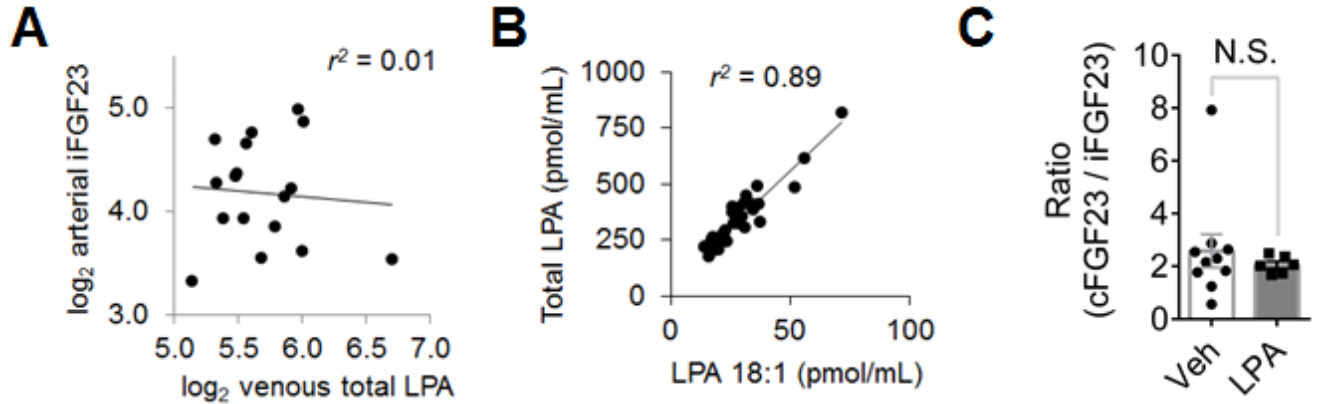 A
log₂ arterial iFGF23
r² = 0.01
5.0
4.0
3.0
5.0 5.5 6.0 6.5 7.0
log₂ venous total LPA
B
Total LPA (pmol/mL)
r² = 0.89
1000
750
500
250
0
0 50 100
LPA 18:1 (pmol/mL)
C
Ratio
(cFGF23 / iFGF23)
N.S.
10
8
6
4
2
0
Veh
LPA